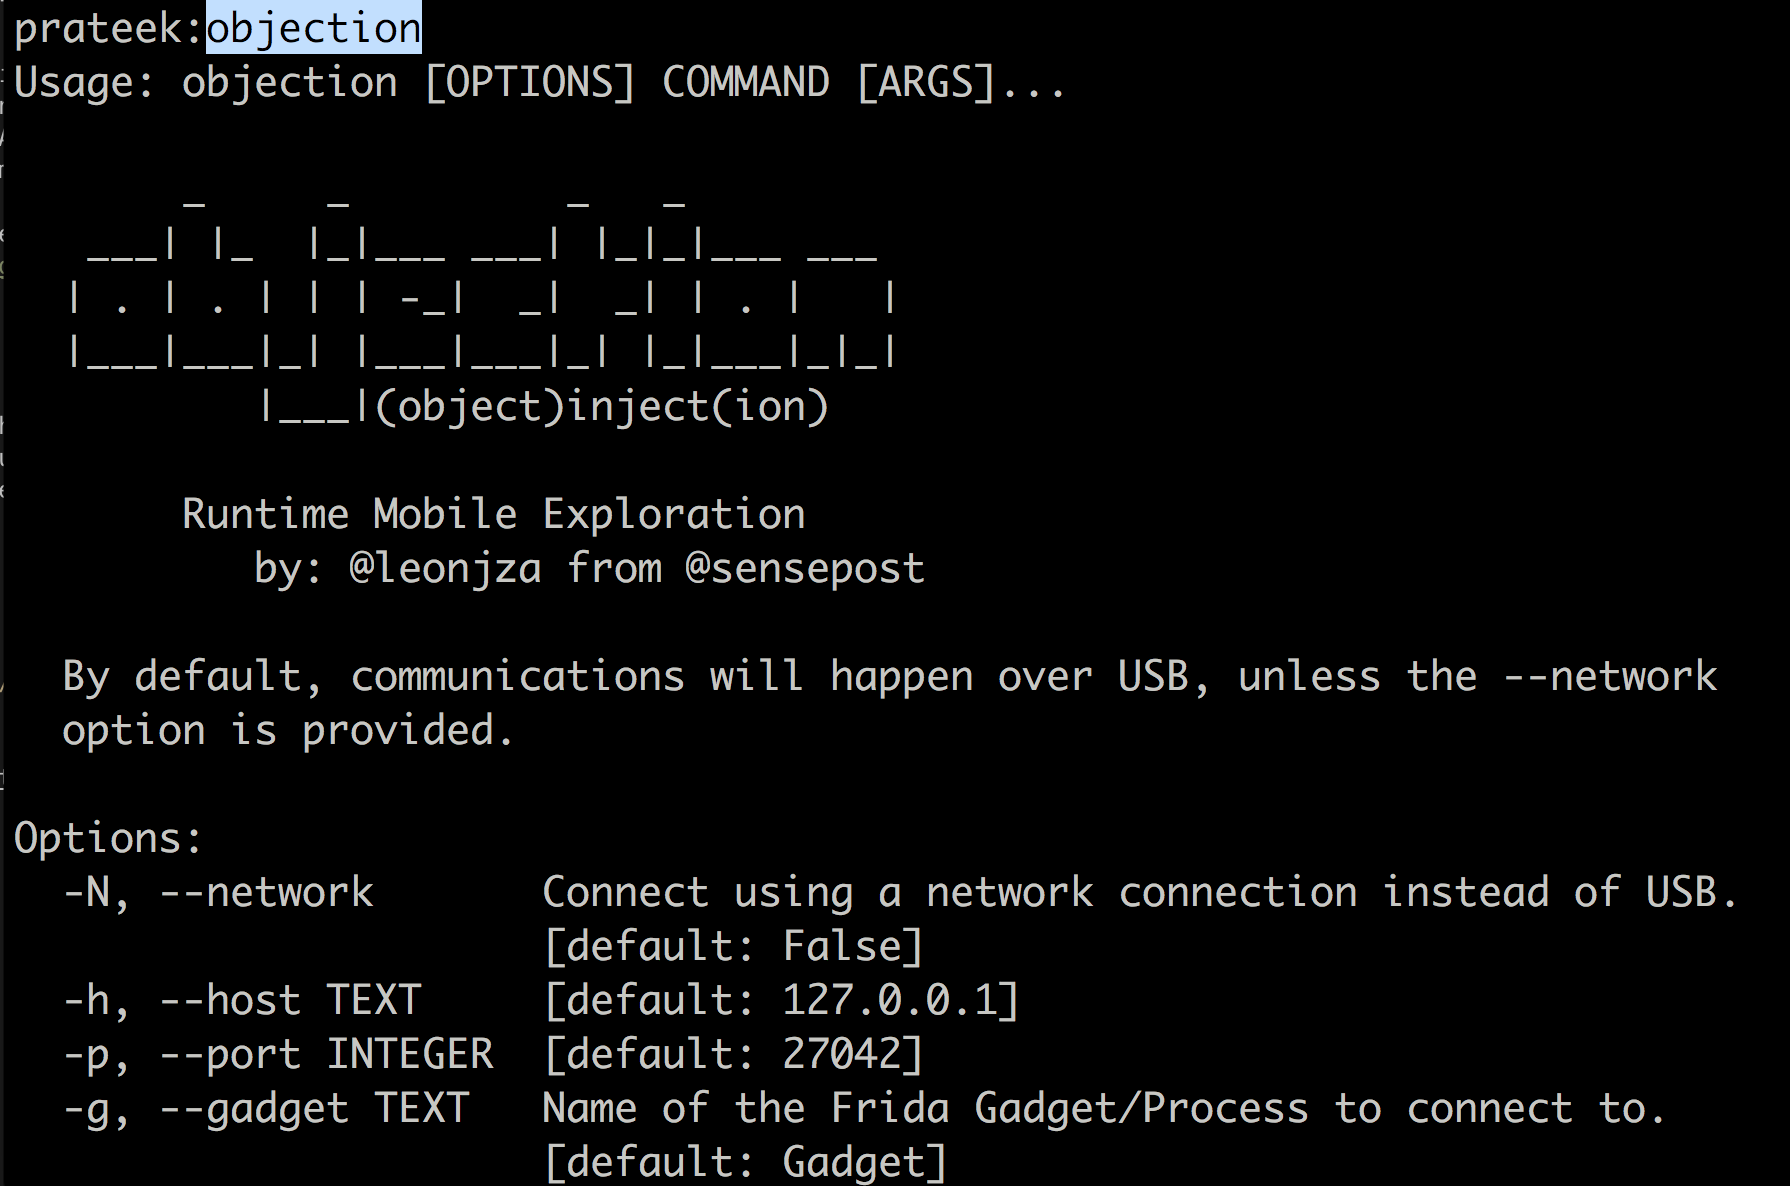 prateek:objection
Usage: objection [OPTIONS] COMMAND [ARGS]...
       _     _          _   _
   ___| |_  |_|___ ___| |_|_|___ ___
  | . | . | | | -_|  _|  _| | . |   |
  |___|___|_| |___|___|_| |_|___|_|_|
          |___|(object)inject(ion)
Runtime Mobile Exploration
by: @leonjza from @sensepost
By default, communications will happen over USB, unless the --network
option is provided.
Options:
-N, --network Connect using a network connection instead of USB.
[default: False]
-h, --host TEXT [default: 127.0.0.1]
-p, --port INTEGER [default: 27042]
-g, --gadget TEXT Name of the Frida Gadget/Process to connect to.
[default: Gadget]